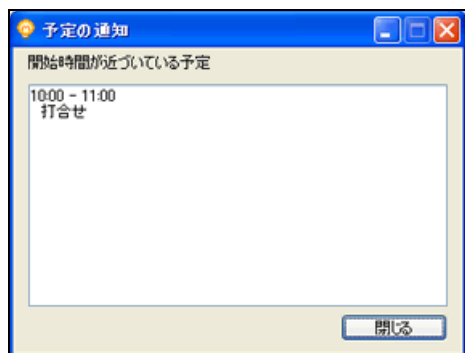 予定の通知
開始時間が近づいている予定
10:00 - 11:00
打合せ
閉じる